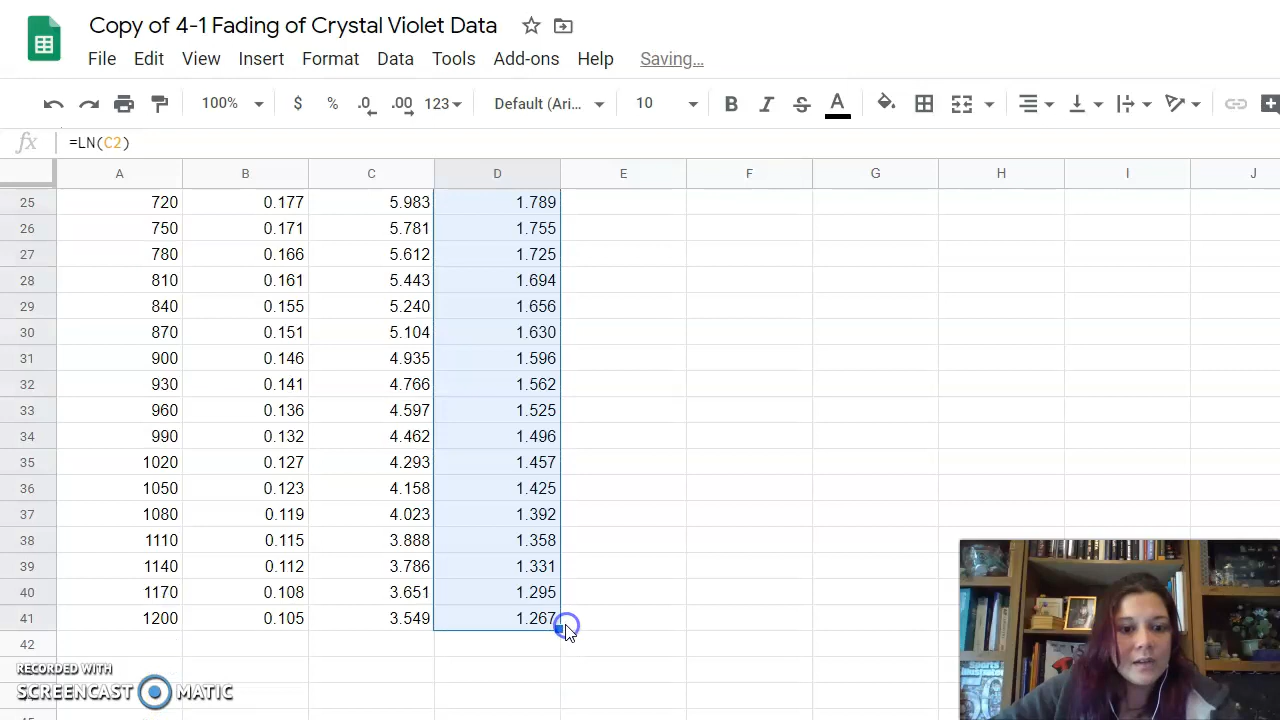 Copy of 4-1 Fading of Crystal Violet Data
File Edit View Insert Format Data Tools Add-ons Help Saving...
100% $ % .0 .00 123 Default (Ari... 10 B I S A
fx =LN(C2)
A B C D E F G H I J
25 720 0.177 5.983 1.789
26 750 0.171 5.781 1.755
27 780 0.166 5.612 1.725
28 810 0.161 5.443 1.694
29 840 0.155 5.240 1.656
30 870 0.151 5.104 1.630
31 900 0.146 4.935 1.596
32 930 0.141 4.766 1.562
33 960 0.136 4.597 1.525
34 990 0.132 4.462 1.496
35 1020 0.127 4.293 1.457
36 1050 0.123 4.158 1.425
37 1080 0.119 4.023 1.392
38 1110 0.115 3.888 1.358
39 1140 0.112 3.786 1.331
40 1170 0.108 3.651 1.295
41 1200 0.105 3.549 1.267
42
RECORDED WITH
SCREENCAST MATIC
Sports